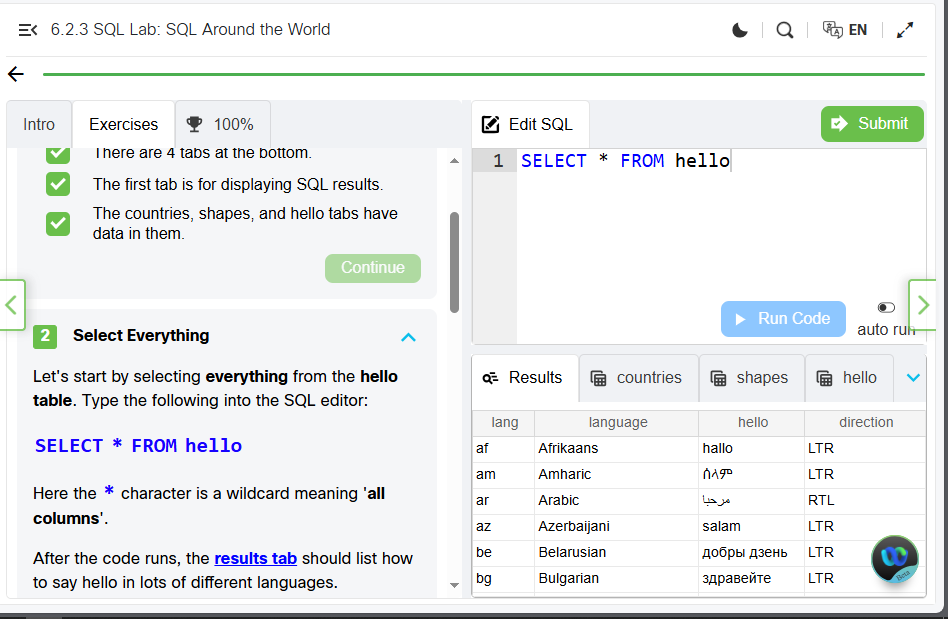 6.2.3 SQL Lab: SQL Around the World
EN
Intro
Exercises
100%
There are 4 tabs at the bottom.
The first tab is for displaying SQL results.
The countries, shapes, and hello tabs have
data in them.
Continue
2 Select Everything
Let's start by selecting everything from the hello
table. Type the following into the SQL editor:
SELECT * FROM hello
Here the * character is a wildcard meaning 'all
columns'.
After the code runs, the results tab should list how
to say hello in lots of different languages.
Edit SQL
Submit
1 SELECT * FROM hello
Run Code
auto run
Results countries shapes hello
lang language hello direction
af Afrikaans hallo LTR
am Amharic ሰላም LTR
ar Arabic مرحبا RTL
az Azerbaijani salam LTR
be Belarusian добры дзень LTR
bg Bulgarian здравейте LTR
Beta